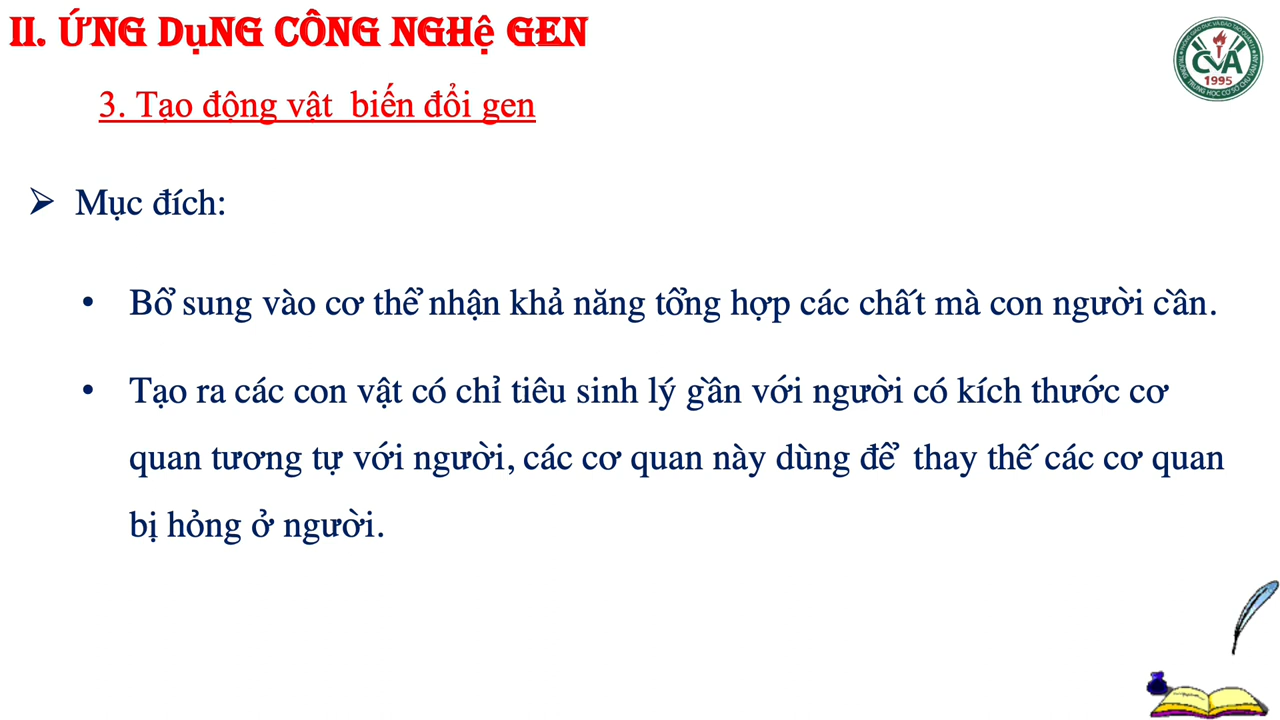 II. ỨNG DỤNG CÔNG NGHỆ GEN
CVA
1995
3. Tạo động vật biến đổi gen
Mục đích:
• Bổ sung vào cơ thể nhận khả năng tổng hợp các chất mà con người cần.
• Tạo ra các con vật có chỉ tiêu sinh lý gần với người có kích thước cơ
quan tương tự với người, các cơ quan này dùng để thay thế các cơ quan
bị hỏng ở người.